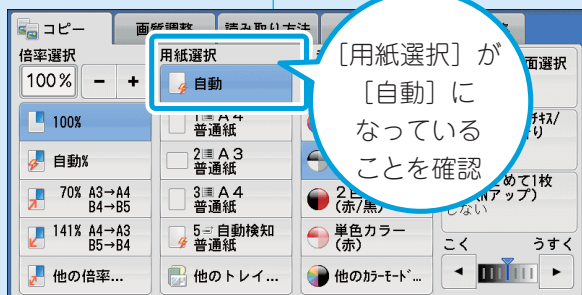 コピー
画質調整
読み取り方法
倍率選択
100%
－
＋
100%
自動%
70% A3→A4
B4→B5
141% A4→A3
B5→B4
他の倍率...
用紙選択
自動
1 A4
普通紙
2 A3
普通紙
3 A4
普通紙
5 自動検知
普通紙
他のトレイ...
［用紙選択］が
［自動］に
なっている
ことを確認
(赤/黒)
単色カラー
(赤)
他のｶﾗｰﾓｰﾄﾞ...
面選択
めて1枚
(Nアップ)
しない
こく
うすく